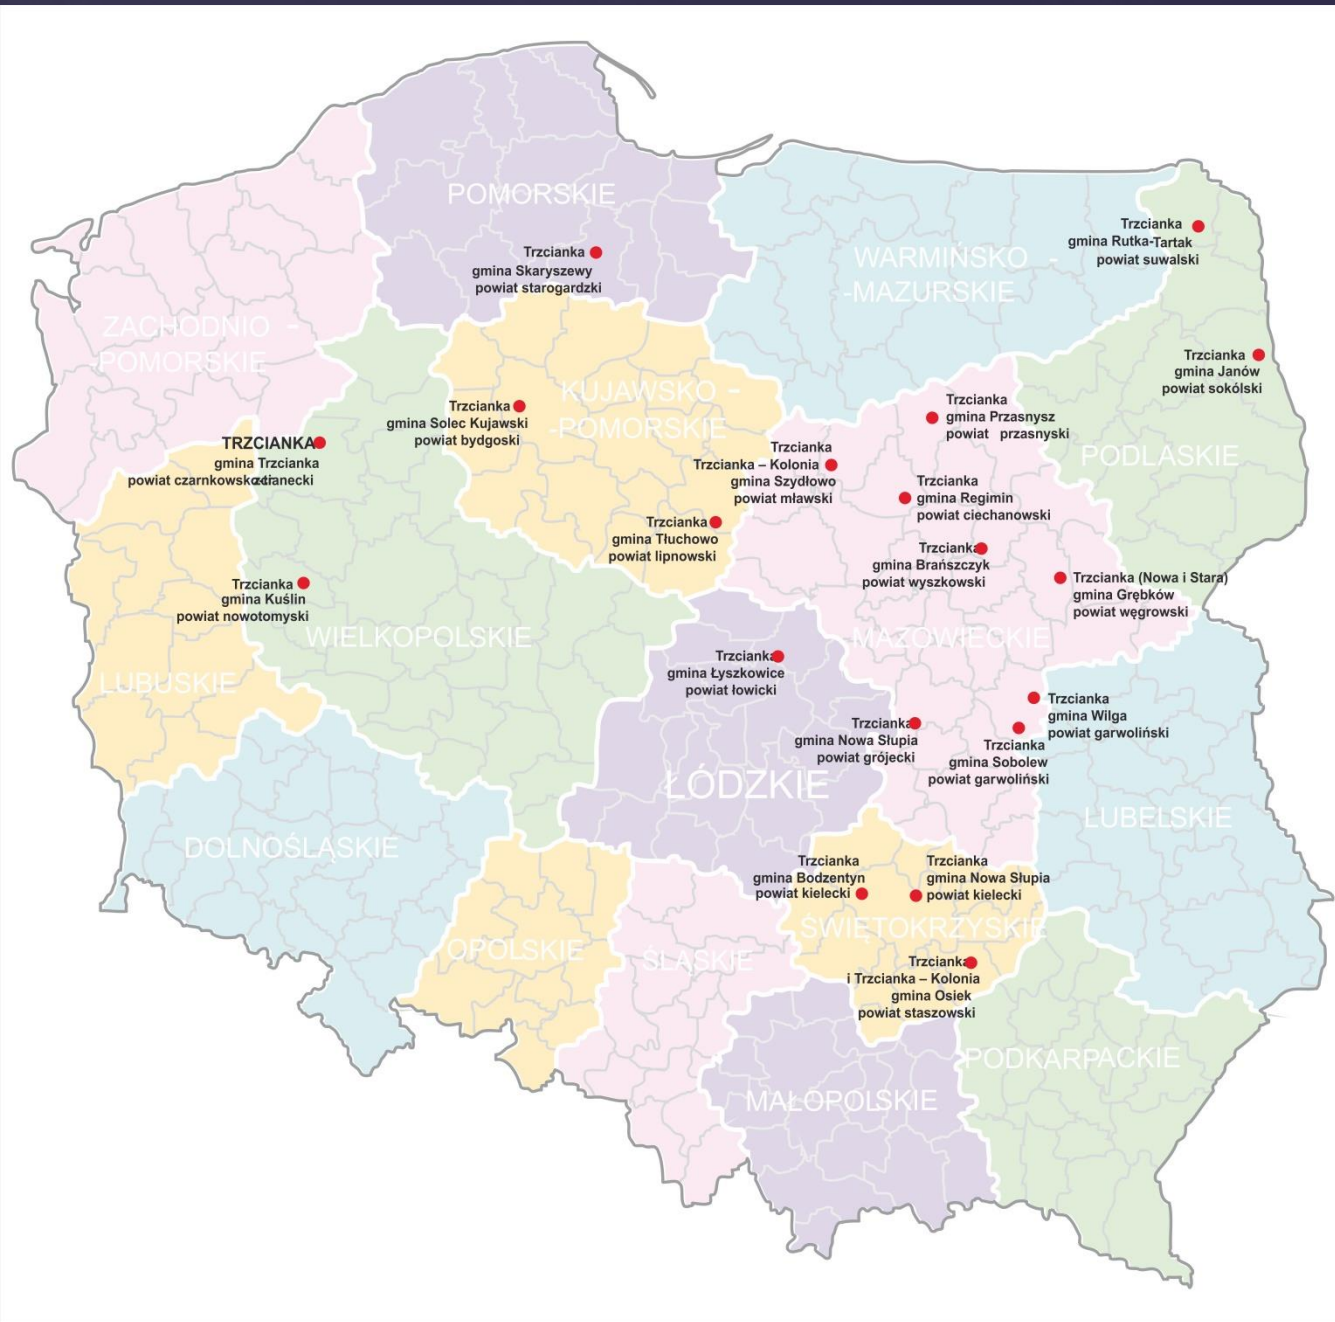 POMORSKIE
Trzcianka
gmina Skaryszewy
powiat starogardzki
WARMIŃSKO -
-MAZURSKIE
Trzcianka
gmina Rutka-Tartak
powiat suwalski
ZACHODNIO -
-POMORSKIE
Trzcianka
gmina Janów
powiat sokólski
KUJAWSKO -
-POMORSKIE
Trzcianka
gmina Solec Kujawski
powiat bydgoski
Trzcianka
gmina Przasnysz
powiat przasnyski
PODLASKIE
TRZCIANKA
gmina Trzcianka
powiat czarnkowsko-trzcianecki
Trzcianka
Trzcianka – Kolonia
gmina Szydłowo
powiat mławski
Trzcianka
gmina Regimin
powiat ciechanowski
Trzcianka
gmina Tłuchowo
powiat lipnowski
Trzcianka
gmina Brańszczyk
powiat wyszkowski
Trzcianka (Nowa i Stara)
gmina Grębków
powiat węgrowski
Trzcianka
gmina Kuślin
powiat nowotomyski
WIELKOPOLSKIE
MAZOWIECKIE
LUBUSKIE
Trzcianka
gmina Łyszkowice
powiat łowicki
Trzcianka
gmina Wilga
powiat garwoliński
Trzcianka
gmina Nowa Słupia
powiat grójecki
Trzcianka
gmina Sobolew
powiat garwoliński
ŁÓDZKIE
LUBELSKIE
DOLNOŚLĄSKIE
Trzcianka
gmina Bodzentyn
powiat kielecki
Trzcianka
gmina Nowa Słupia
powiat kielecki
ŚWIĘTOKRZYSKIE
OPOLSKIE
ŚLĄSKIE
Trzcianka
i Trzcianka – Kolonia
gmina Osiek
powiat staszowski
PODKARPACKIE
MAŁOPOLSKIE